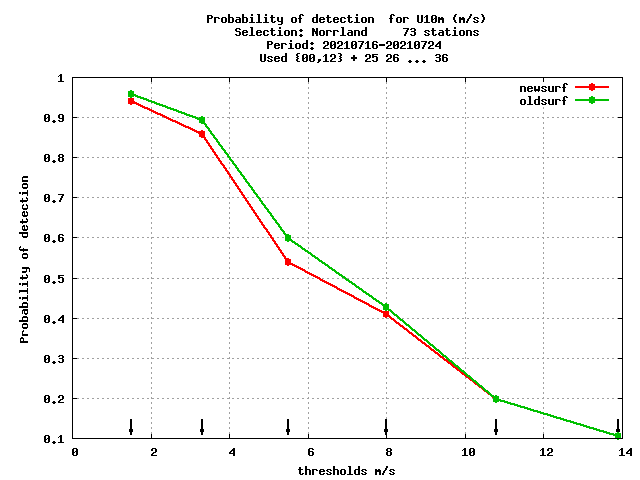 Probability of detection  for U10m (m/s)
Selection: Norrland     73 stations
Period: 20210716-20210724
Used {00,12} + 25 26 ... 36
newsurf
oldsurf
1
0.9
0.8
0.7
0.6
0.5
0.4
0.3
0.2
0.1
Probability of detection
0 2 4 6 8 10 12 14
thresholds m/s